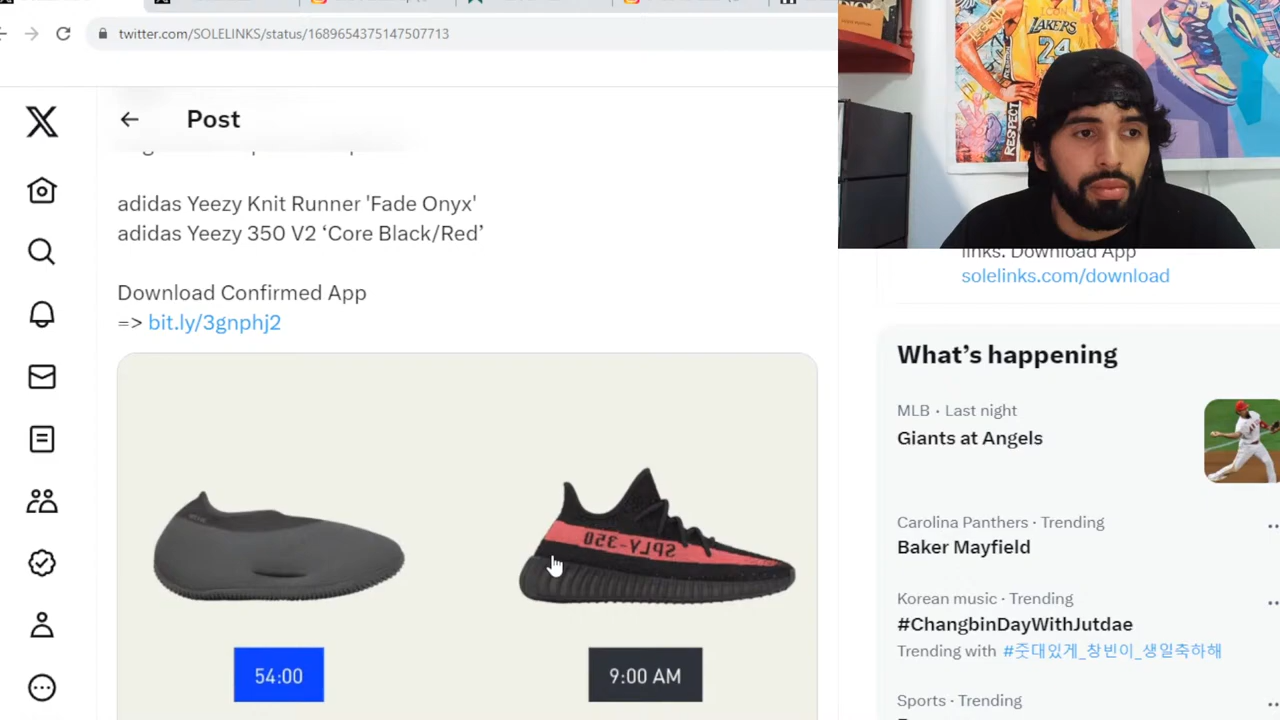 twitter.com/SOLELINKS/status/1689654375147507713
Post
adidas Yeezy Knit Runner 'Fade Onyx'
adidas Yeezy 350 V2 ‘Core Black/Red’
Download Confirmed App
=> bit.ly/3gnphj2
SPLY-350
54:00
9:00 AM
LAKERS
24
RESPECT
links. Download App
solelinks.com/download
What’s happening
MLB · Last night
Giants at Angels
Carolina Panthers · Trending
Baker Mayfield
Korean music · Trending
#ChangbinDayWithJutdae
Trending with #줏대있게_창빈이_생일축하해
Sports · Trending